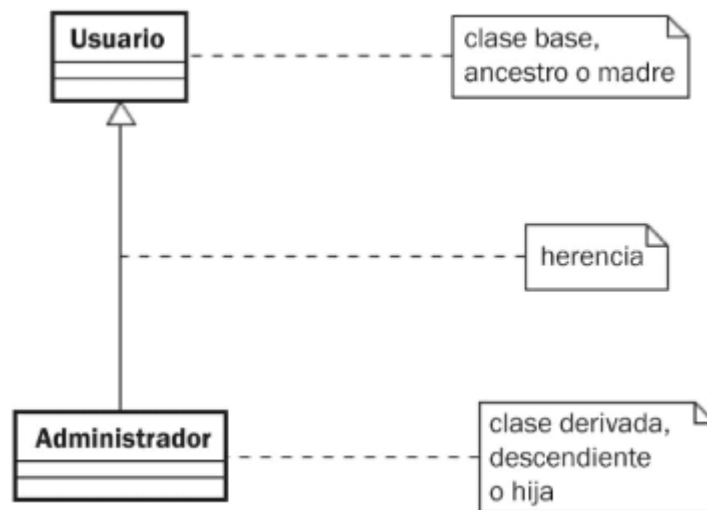 Usuario
clase base,
ancestro o madre
herencia
Administrador
clase derivada,
descendiente
o hija